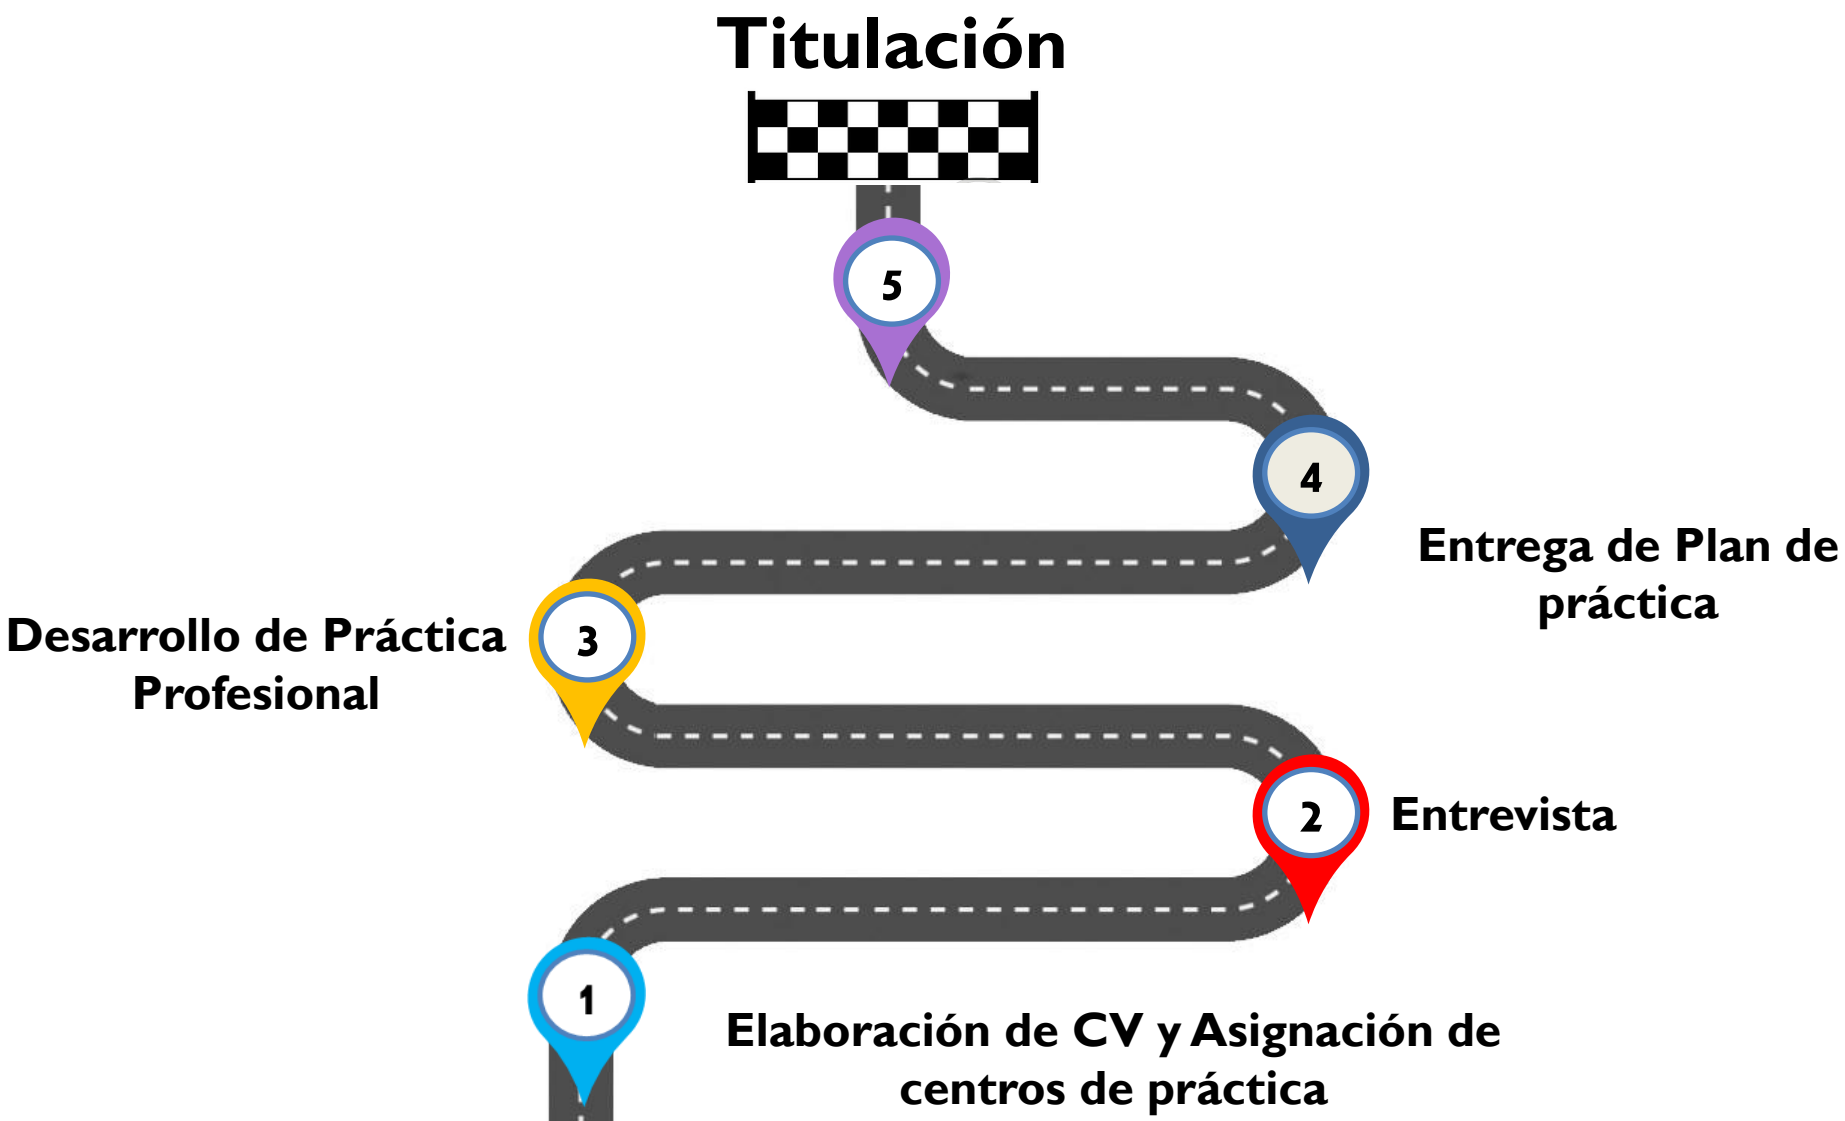 Titulación
5
4
Entrega de Plan de
práctica
3
Desarrollo de Práctica
Profesional
2
Entrevista
1
Elaboración de CV y Asignación de
centros de práctica